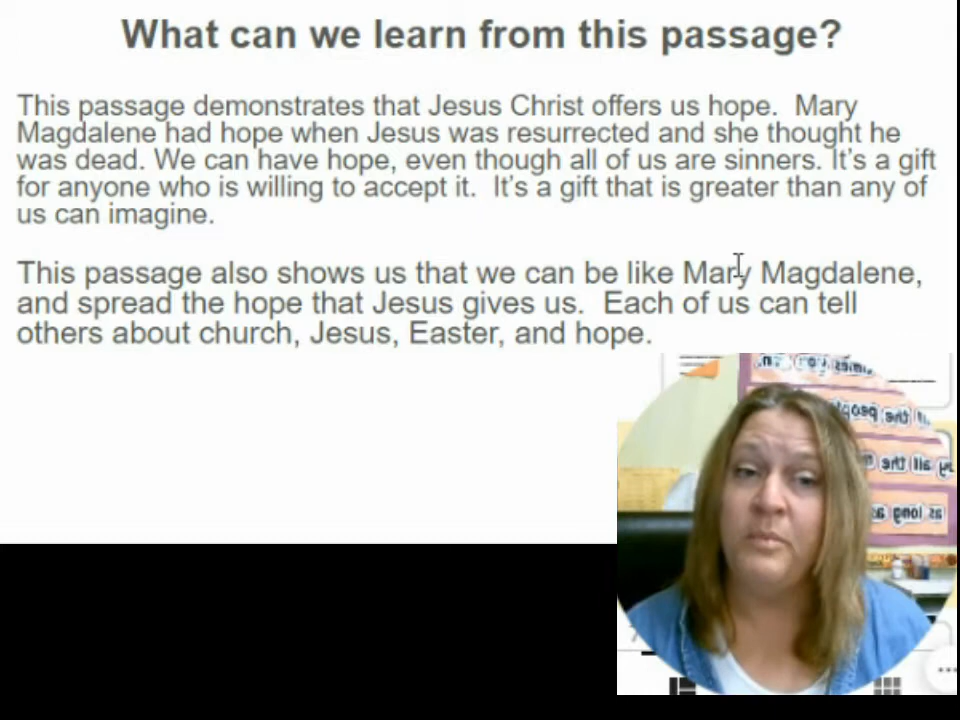 What can we learn from this passage?
This passage demonstrates that Jesus Christ offers us hope.  Mary
Magdalene had hope when Jesus was resurrected and she thought he
was dead. We can have hope, even though all of us are sinners. It's a gift
for anyone who is willing to accept it.  It's a gift that is greater than any of
us can imagine.
This passage also shows us that we can be like Mary Magdalene,
and spread the hope that Jesus gives us.  Each of us can tell
others about church, Jesus, Easter, and hope.
all the
as long